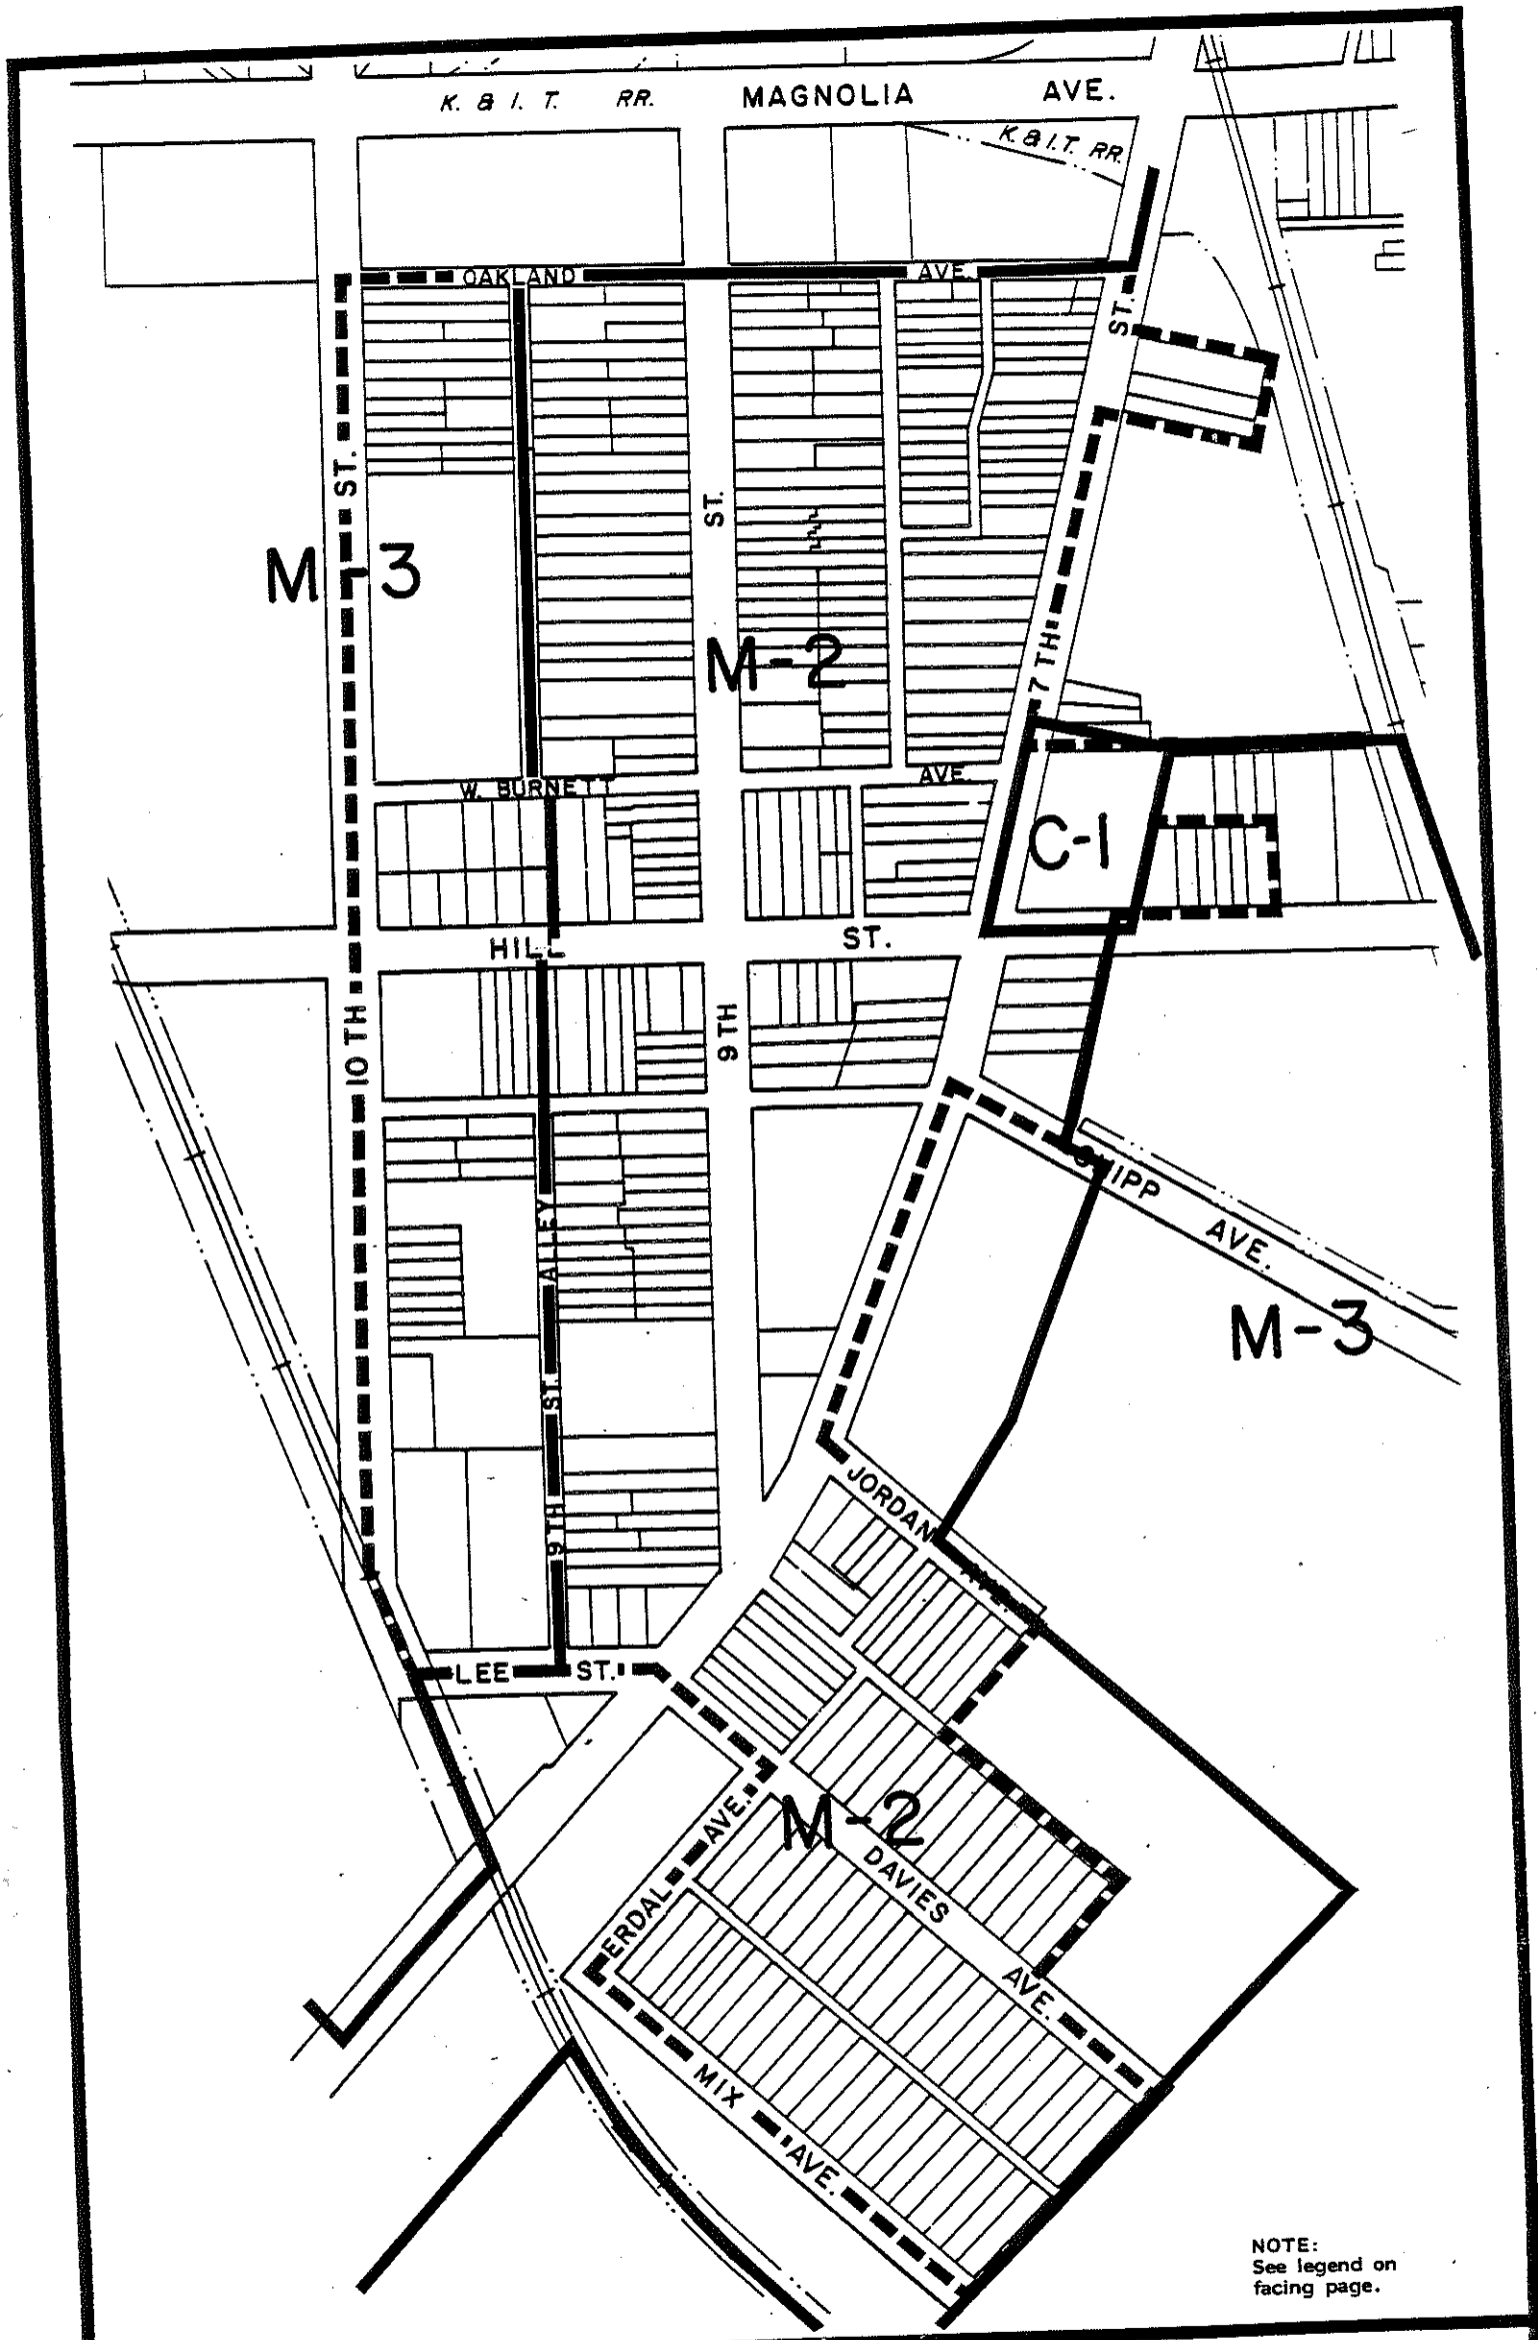 K. & I. T. RR. MAGNOLIA AVE.
K. & I.T. RR.
OAKLAND AVE.
ST.
ST.
ST.
M-3
7TH
M-2
W. BURNETT AVE.
C-1
HILL ST.
10TH
9TH
SHIPP AVE.
ALLEY
M-3
ST.
JORDAN AVE.
9TH
LEE ST.
M-2
AVE.
DAVIES
ERDAL
AVE.
MIX
AVE.
NOTE:
See legend on
facing page.